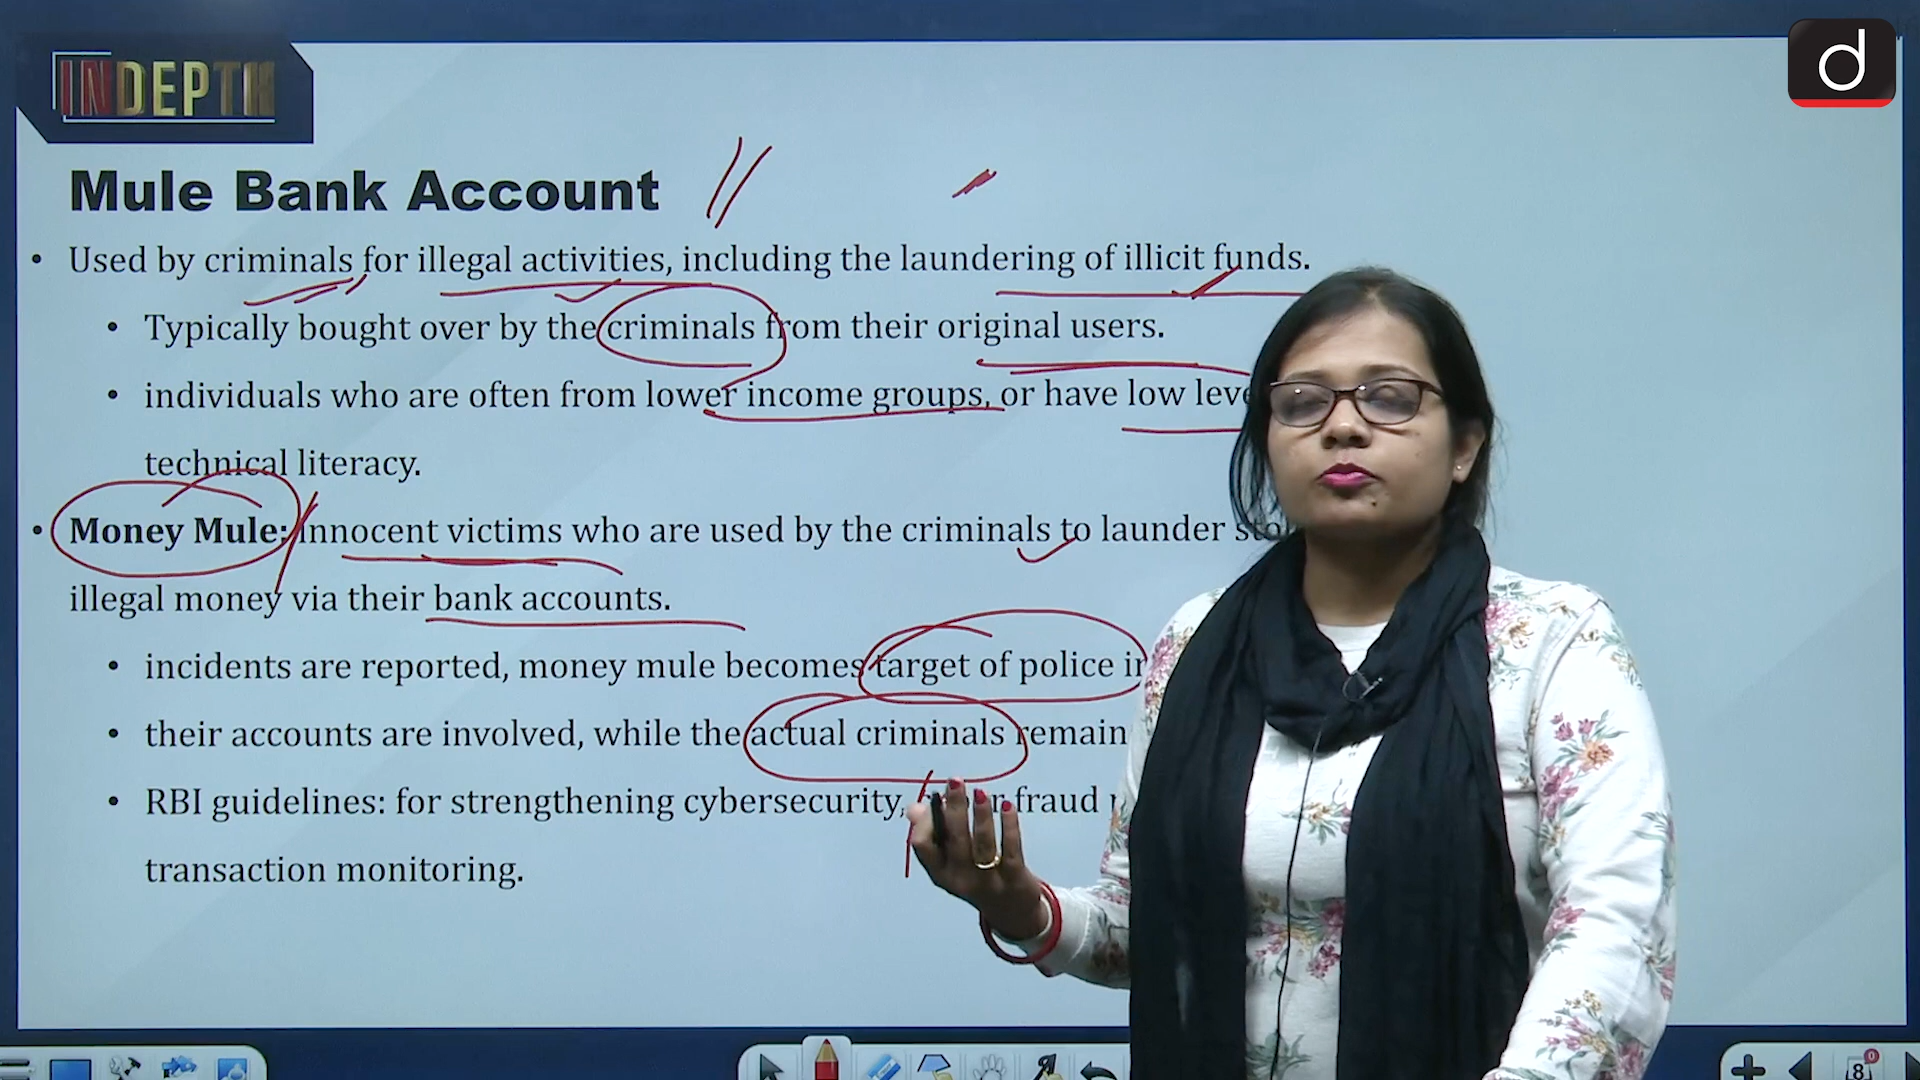 INDEPTH
d
Mule Bank Account
• Used by criminals for illegal activities, including the laundering of illicit funds.
• Typically bought over by the criminals from their original users.
• individuals who are often from lower income groups, or have low
technical literacy.
• Money Mule: innocent victims who are used by the criminals to launder
illegal money via their bank accounts.
• incidents are reported, money mule becomes target of police
• their accounts are involved, while the actual criminals remain
• RBI guidelines: for strengthening cybersecurity, fraud
transaction monitoring.
8
0